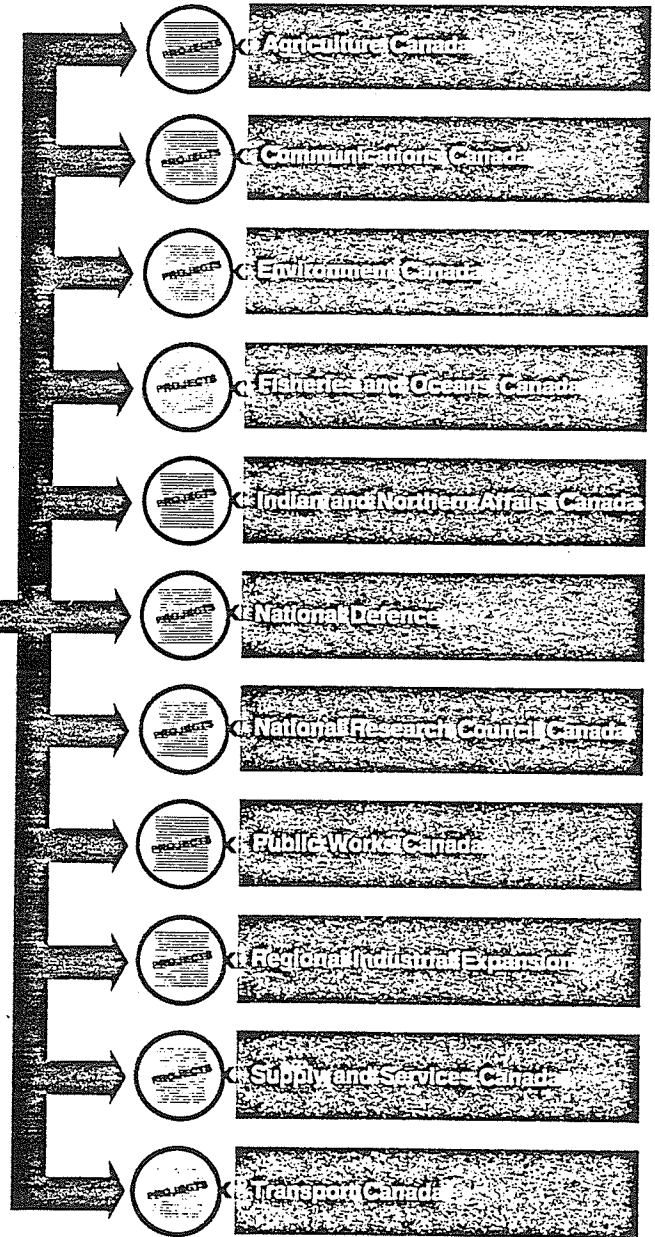 PROJECTS Agriculture Canada
PROJECTS Communications Canada
PROJECTS Environment Canada
PROJECTS Fisheries and Oceans Canada
PROJECTS Indian and Northern Affairs Canada
PROJECTS National Defence
PROJECTS National Research Council Canada
PROJECTS Public Works Canada
PROJECTS Regional Industrial Expansion
PROJECTS Supply and Services Canada
PROJECTS Transport Canada